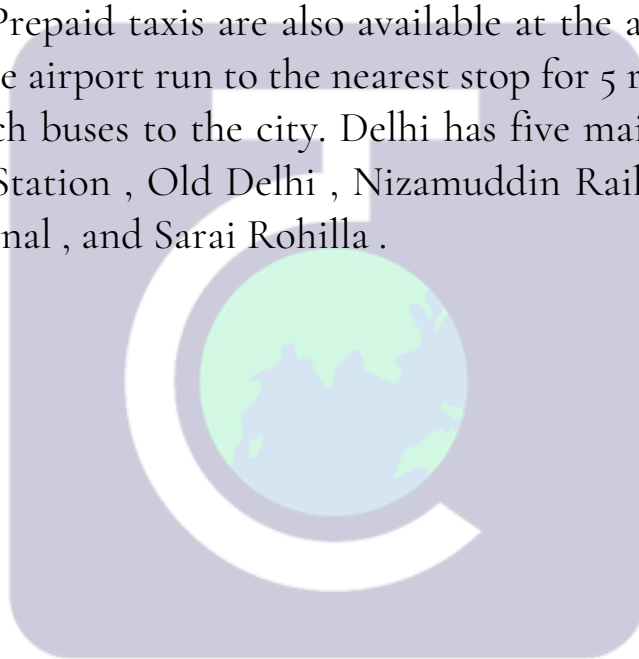 Prepaid taxis are also available at the a
e airport run to the nearest stop for 5 r
ch buses to the city. Delhi has five mai
Station , Old Delhi , Nizamuddin Rail
nal , and Sarai Rohilla .